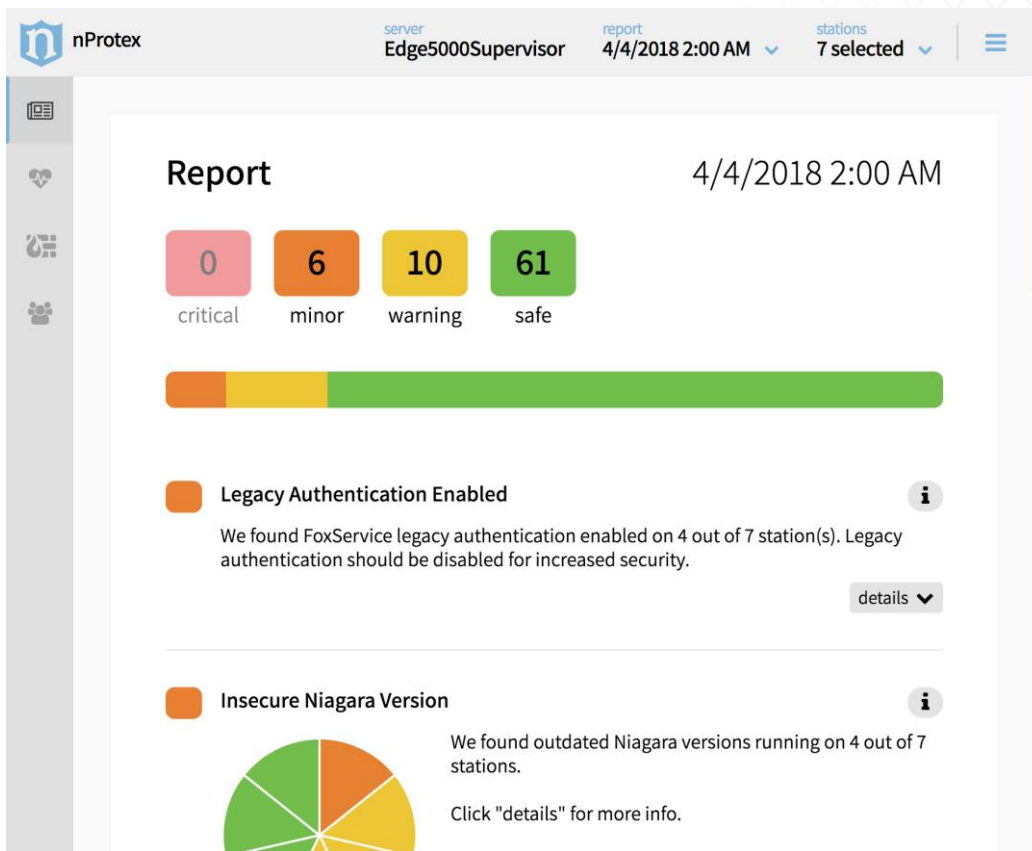 nProtex
server
Edge5000Supervisor
report
4/4/2018 2:00 AM
stations
7 selected
Report
4/4/2018 2:00 AM
0
6
10
61
critical
minor
warning
safe
Legacy Authentication Enabled
i
We found FoxService legacy authentication enabled on 4 out of 7 station(s). Legacy
authentication should be disabled for increased security.
details
Insecure Niagara Version
i
We found outdated Niagara versions running on 4 out of 7
stations.
Click "details" for more info.